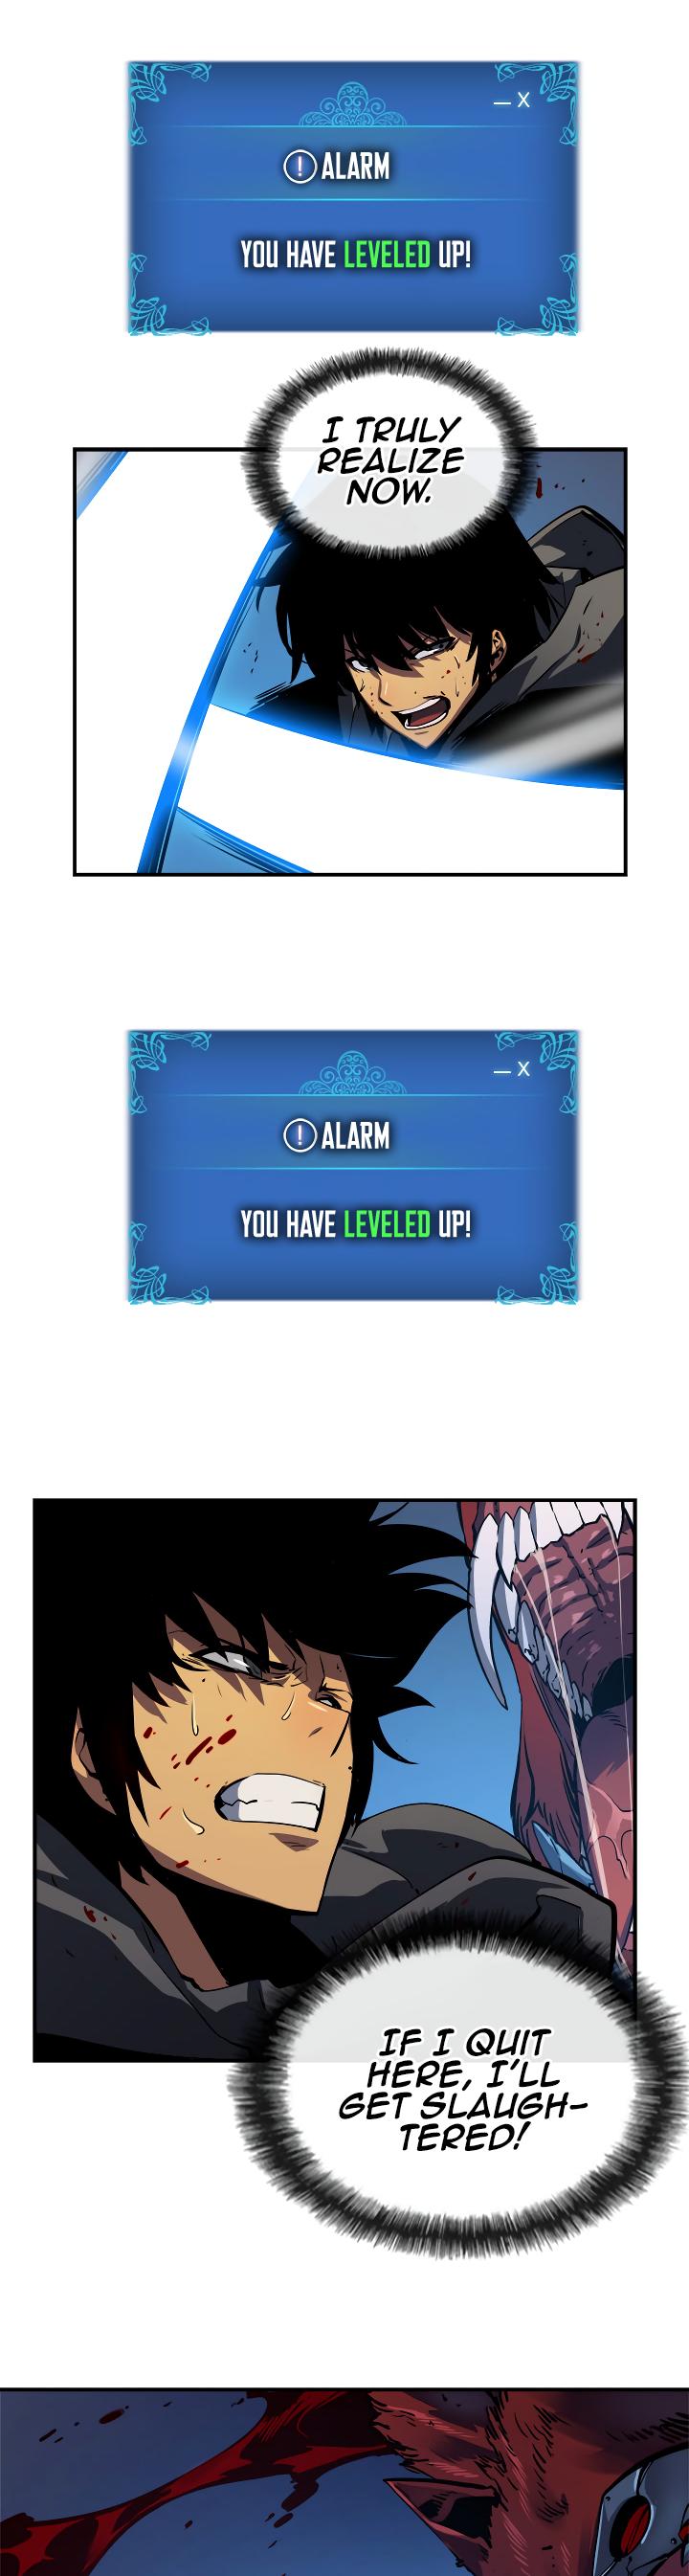 — X
! ALARM
YOU HAVE LEVELED UP!
I TRULY
REALIZE
NOW.
— X
! ALARM
YOU HAVE LEVELED UP!
IF I QUIT
HERE, I'LL
GET SLAUGH-
TERED!